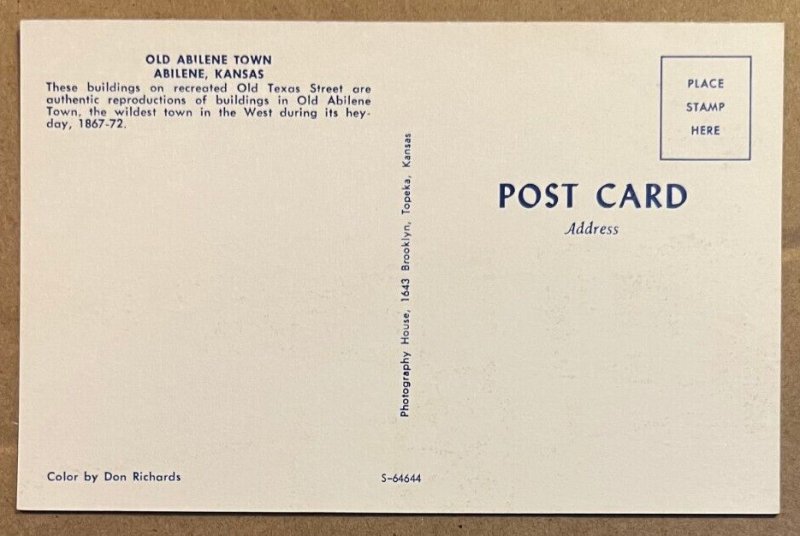 OLD ABILENE TOWN
ABILENE, KANSAS
These buildings on recreated Old Texas Street are
authentic reproductions of buildings in Old Abilene
Town, the wildest town in the West during its hey-
day, 1867-72.
Photography House, 1643 Brooklyn, Topeka, Kansas
PLACE
STAMP
HERE
POST CARD
Address
Color by Don Richards
S-64644